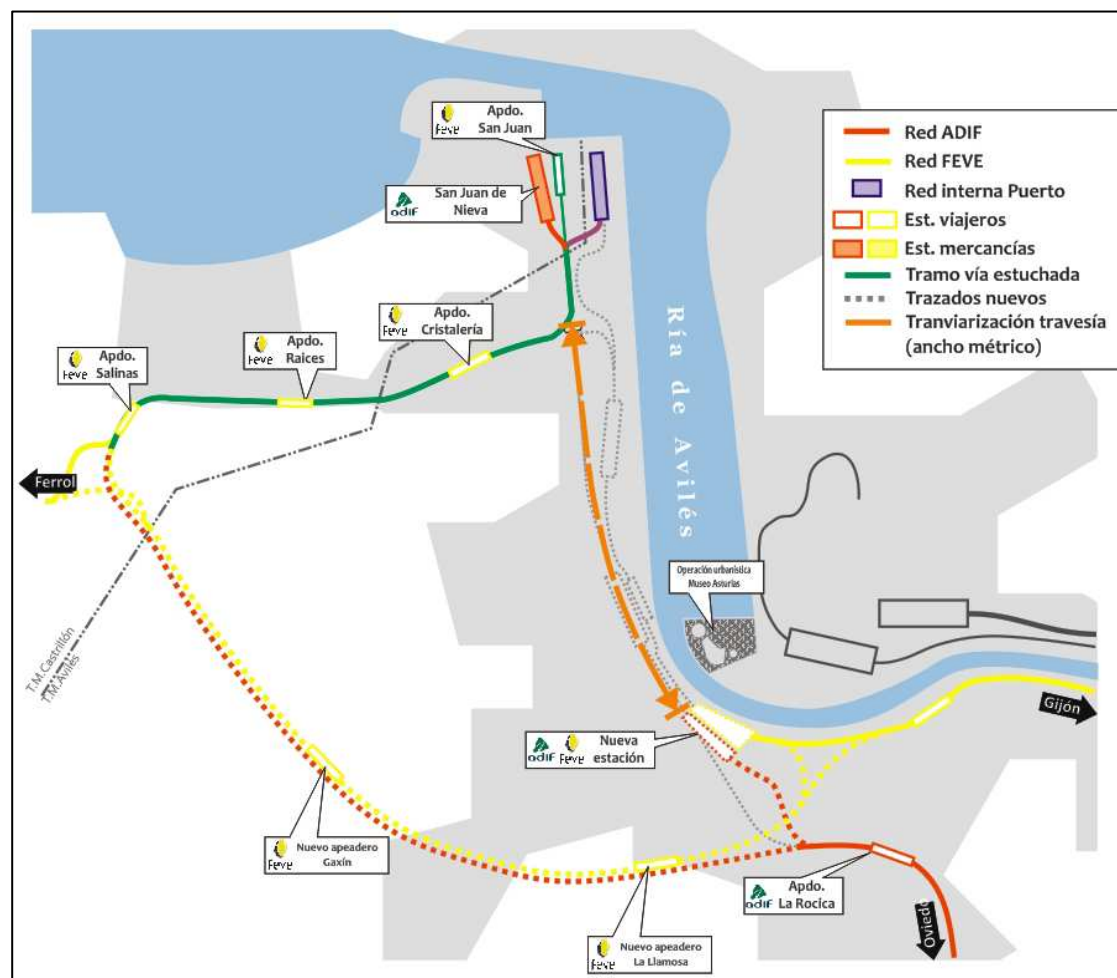 Feve
Apdo.
San Juan
adif
San Juan de
Nieva
Red ADIF
Red FEVE
Red interna Puerto
Est. viajeros
Est. mercancías
Tramo vía estuchada
Trazados nuevos
Tranviarización travesía
(ancho métrico)
Feve
Apdo.
Cristalería
Feve
Apdo.
Raices
Feve
Apdo.
Salinas
Ría de Avilés
Ferrol
Operación urbanística
Museo Asturias
T.M.Castrillón
T.M.Avilés
Gijón
adif
Feve
Nueva
estación
Nuevo apeadero
Gaxín
Feve
adif
Apdo.
La Rocica
Oviedo
Feve
Nuevo apeadero
La Llamosa